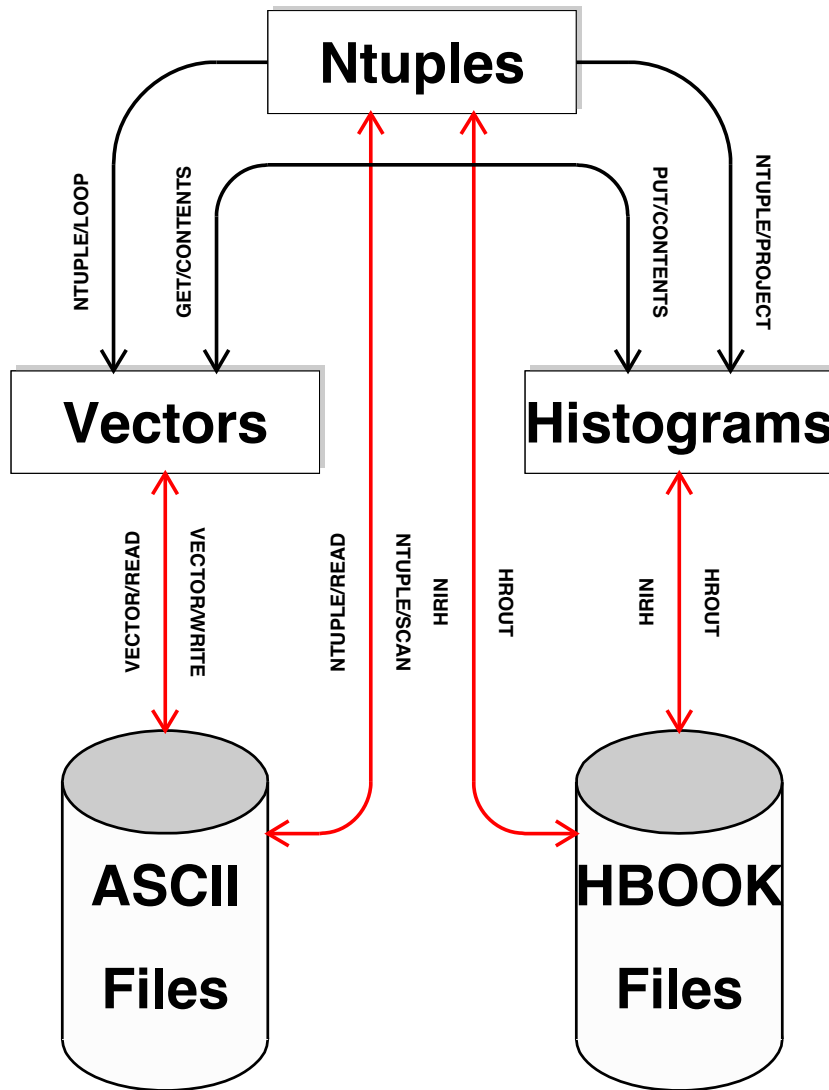 Ntuples
NTUPLE/LOOP
GET/CONTENTS
PUT/CONTENTS
NTUPLE/PROJECT
Vectors
Histograms
VECTOR/READ
VECTOR/WRITE
NTUPLE/READ
NTUPLE/SCAN
HRIN
HROUT
HRIN
HROUT
ASCII
Files
HBOOK
Files